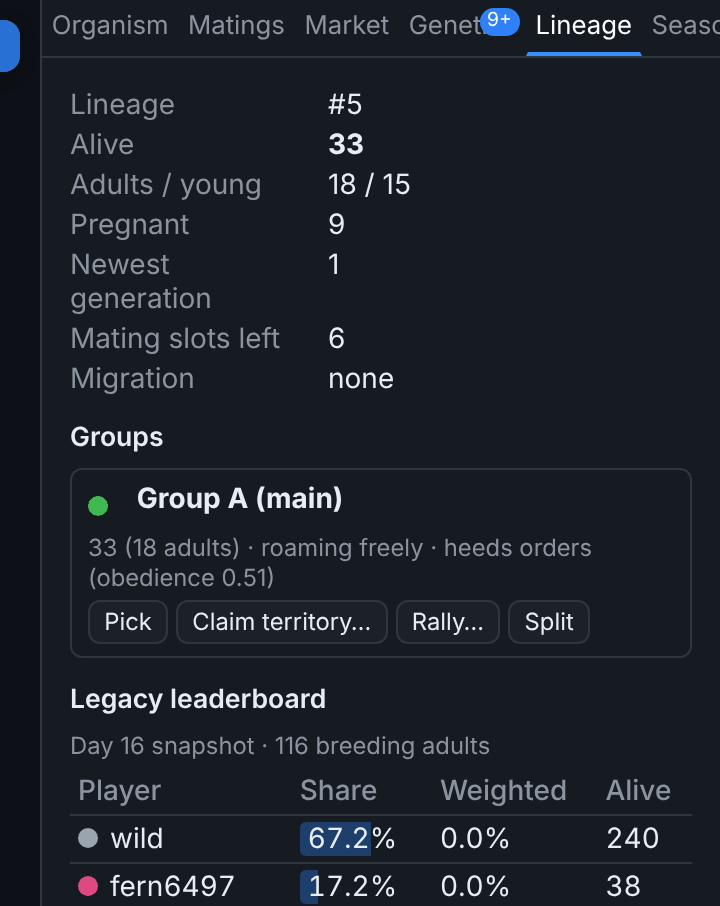 Organism Matings Market Genet 9+ Lineage Seaso
Lineage #5
Alive 33
Adults / young 18 / 15
Pregnant 9
Newest 1
generation
Mating slots left 6
Migration none
Groups
Group A (main)
33 (18 adults) · roaming freely · heeds orders
(obedience 0.51)
Pick Claim territory... Rally... Split
Legacy leaderboard
Day 16 snapshot · 116 breeding adults
Player Share Weighted Alive
wild 67.2% 0.0% 240
fern6497 17.2% 0.0% 38